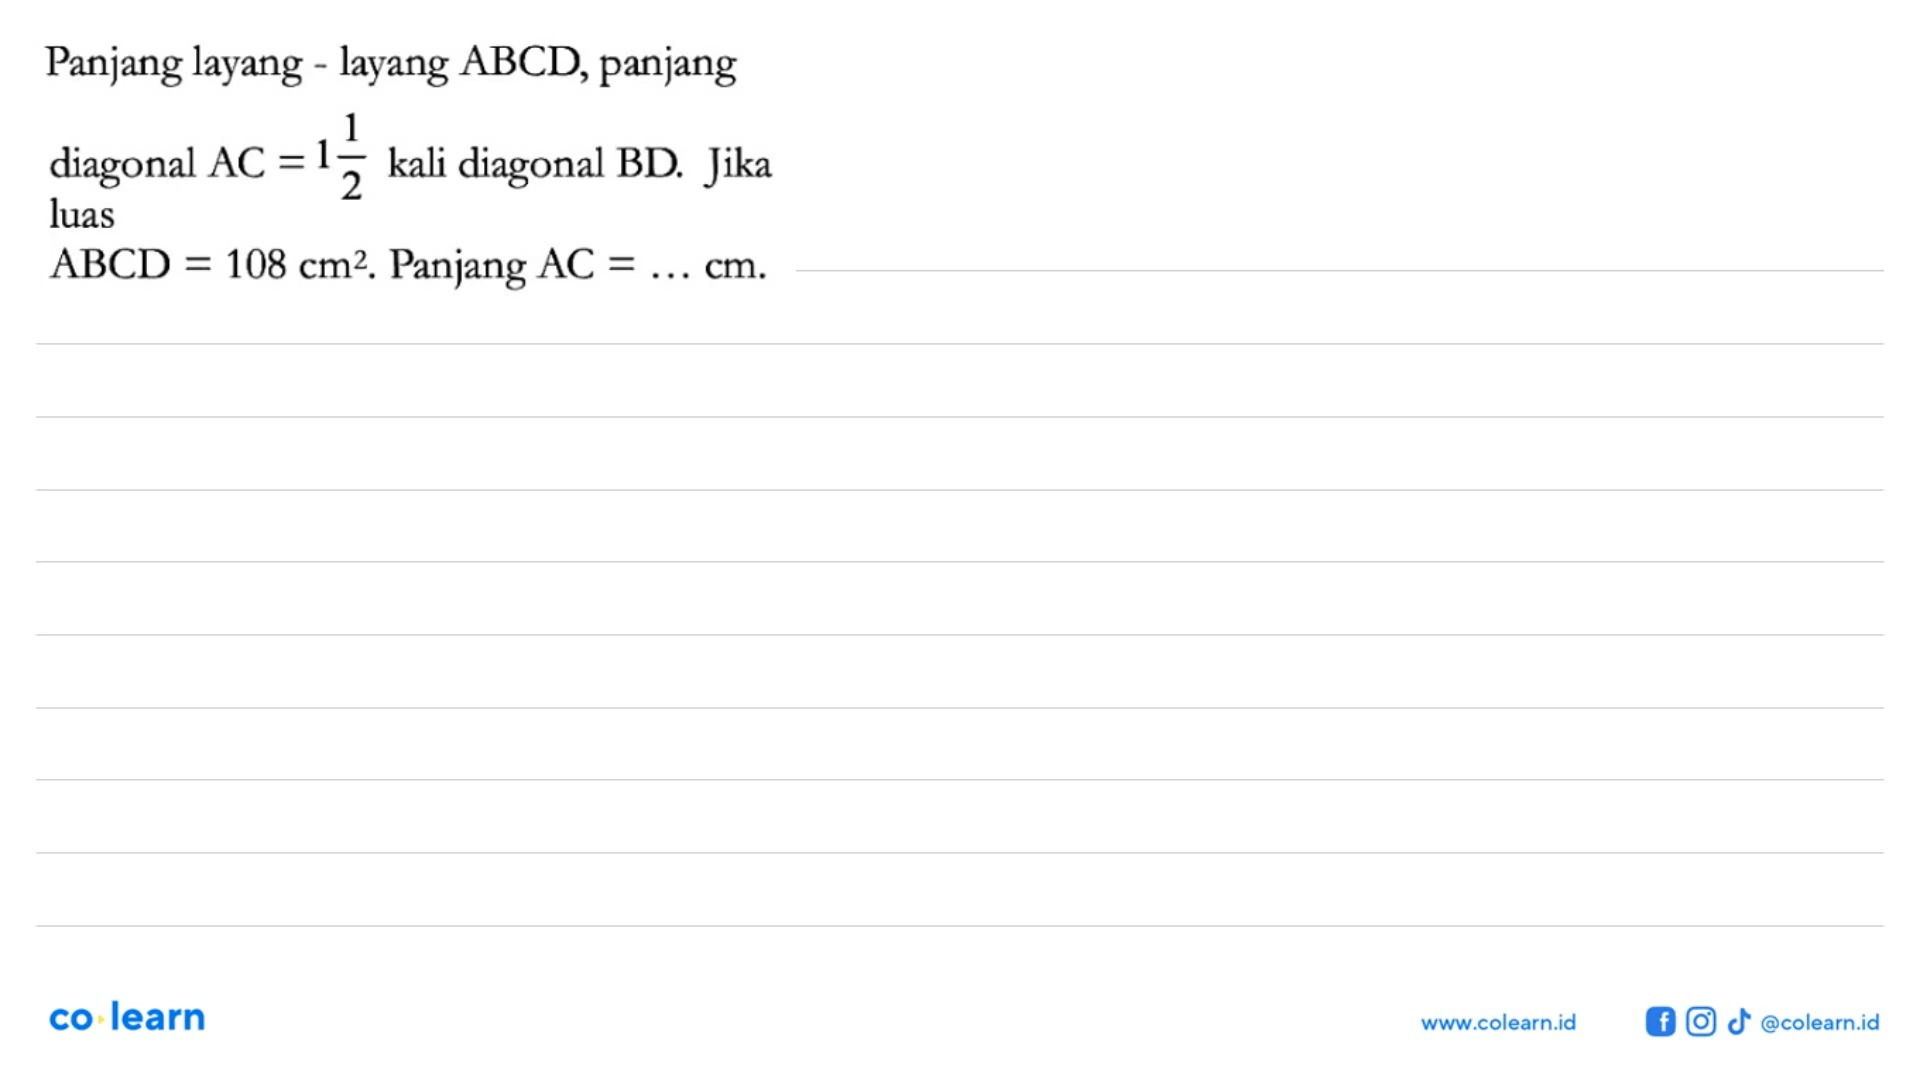 Panjang layang - layang ABCD, panjang
diagonal AC = 1 1/2 kali diagonal BD. Jika
luas
ABCD = 108 cm². Panjang AC = ... cm.
co learn
www.colearn.id @colearn.id